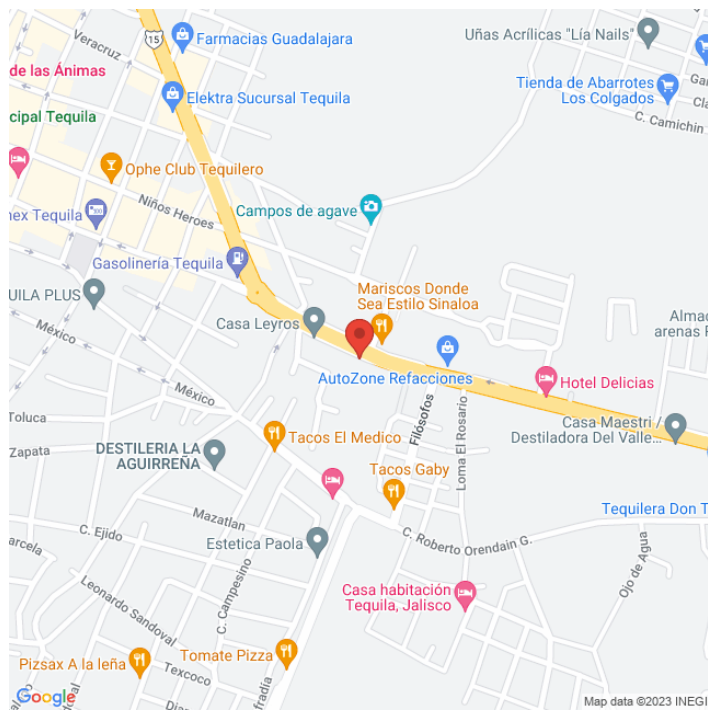 Veracruz
15
Farmacias Guadalajara
Uñas Acrílicas "Lía Nails"
de las Ánimas
Elektra Sucursal Tequila
Tienda de Abarrotes
Los Colgados
Gar
Cla
C. Camichin
cipal Tequila
Ophe Club Tequilero
Niños Heroes
Campos de agave
nex Tequila
Gasolinería Tequila
UILA PLUS
Mariscos Donde
Sea Estilo Sinaloa
Casa Leyros
México
Almac
arenas P
AutoZone Refacciones
Hotel Delicias
México
Toluca
Zapata
Tacos El Medico
Filósofos
Loma El Rosario
Casa Maestri /
Destiladora Del Valle...
DESTILERIA LA
AGUIRREÑA
Tacos Gaby
Mazatlan
Tequilera Don T
C. Ejido
Estetica Paola
C. Roberto Orendain G.
arcela
Ojo de Agua
Leonardo Sandoval
C. Campesino
Casa habitación
Tequila, Jalisco
Tomate Pizza
Pizsax A la leña
Texcoco
fradía
Google
Map data ©2023 INEGI